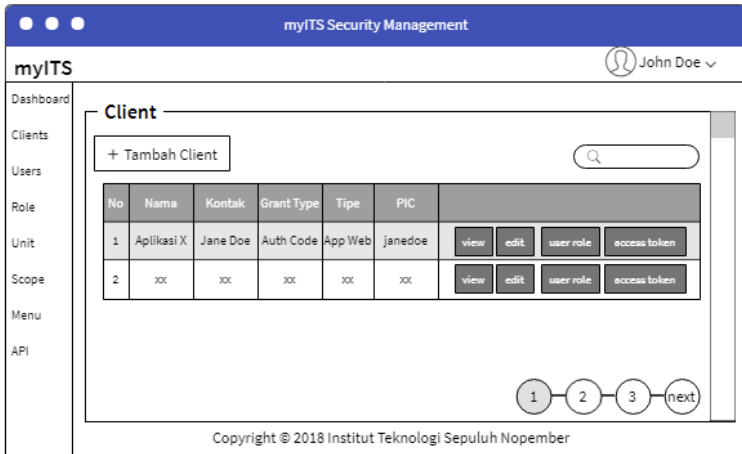 myITS Security Management
myITS
John Doe
Dashboard
Clients
Users
Role
Unit
Scope
Menu
API
Client
+ Tambah Client
No Nama Kontak Grant Type Tipe PIC
1 Aplikasi X Jane Doe Auth Code App Web janedoe view edit user role access token
2 xx xx xx xx xx view edit user role access token
1 2 3 next
Copyright © 2018 Institut Teknologi Sepuluh Nopember